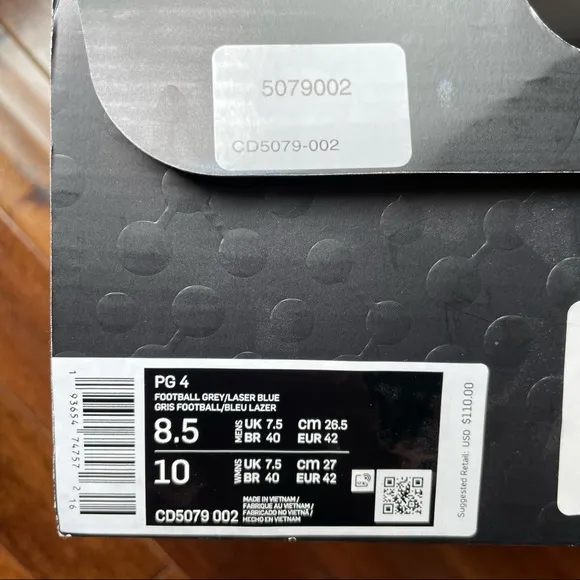 5079002
CD5079-002
PG 4
FOOTBALL GREY/LASER BLUE
GRIS FOOTBALL/BLEU LAZER
8.5 MENS UK 7.5 CM 26.5
BR 40 EUR 42
10 WMNS UK 7.5 CM 27
BR 40 EUR 42
MADE IN VIETNAM /
FABRIQUE AU VIETNAM /
FABRICADO NO VIETNÃ /
HECHO EN VIETNAM
CD5079 002
1 93654 74757 2 16
Suggested Retail: USD $110.00